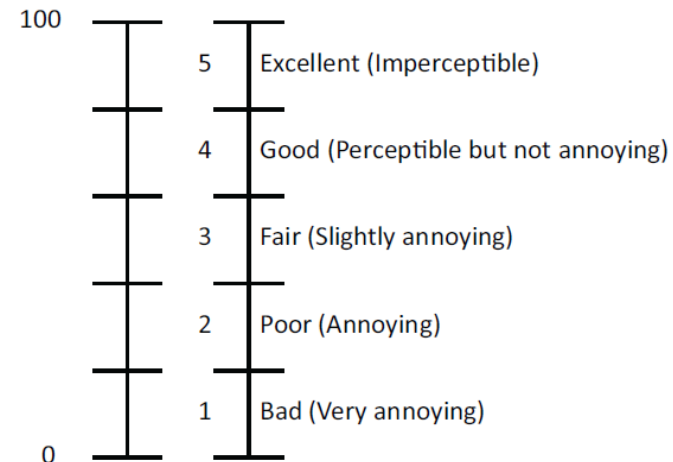 100
5 Excellent (Imperceptible)
4 Good (Perceptible but not annoying)
3 Fair (Slightly annoying)
2 Poor (Annoying)
1 Bad (Very annoying)
0